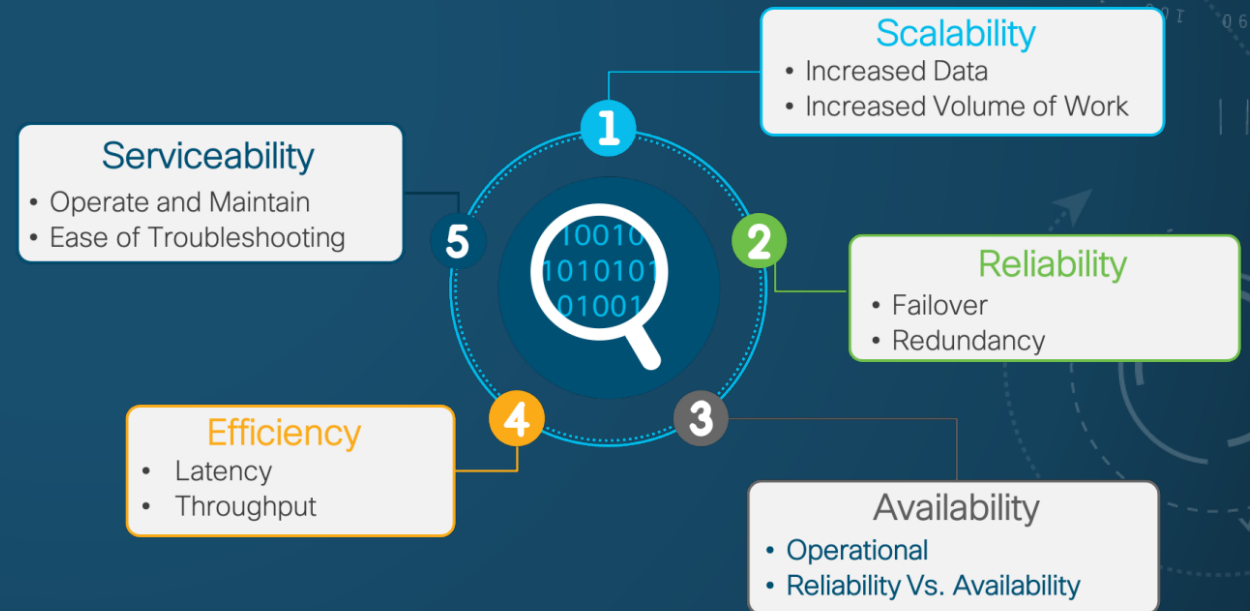 1
Scalability
• Increased Data
• Increased Volume of Work
2
Reliability
• Failover
• Redundancy
3
Availability
• Operational
• Reliability Vs. Availability
4
Efficiency
• Latency
• Throughput
5
Serviceability
• Operate and Maintain
• Ease of Troubleshooting
10010
1010101
01001